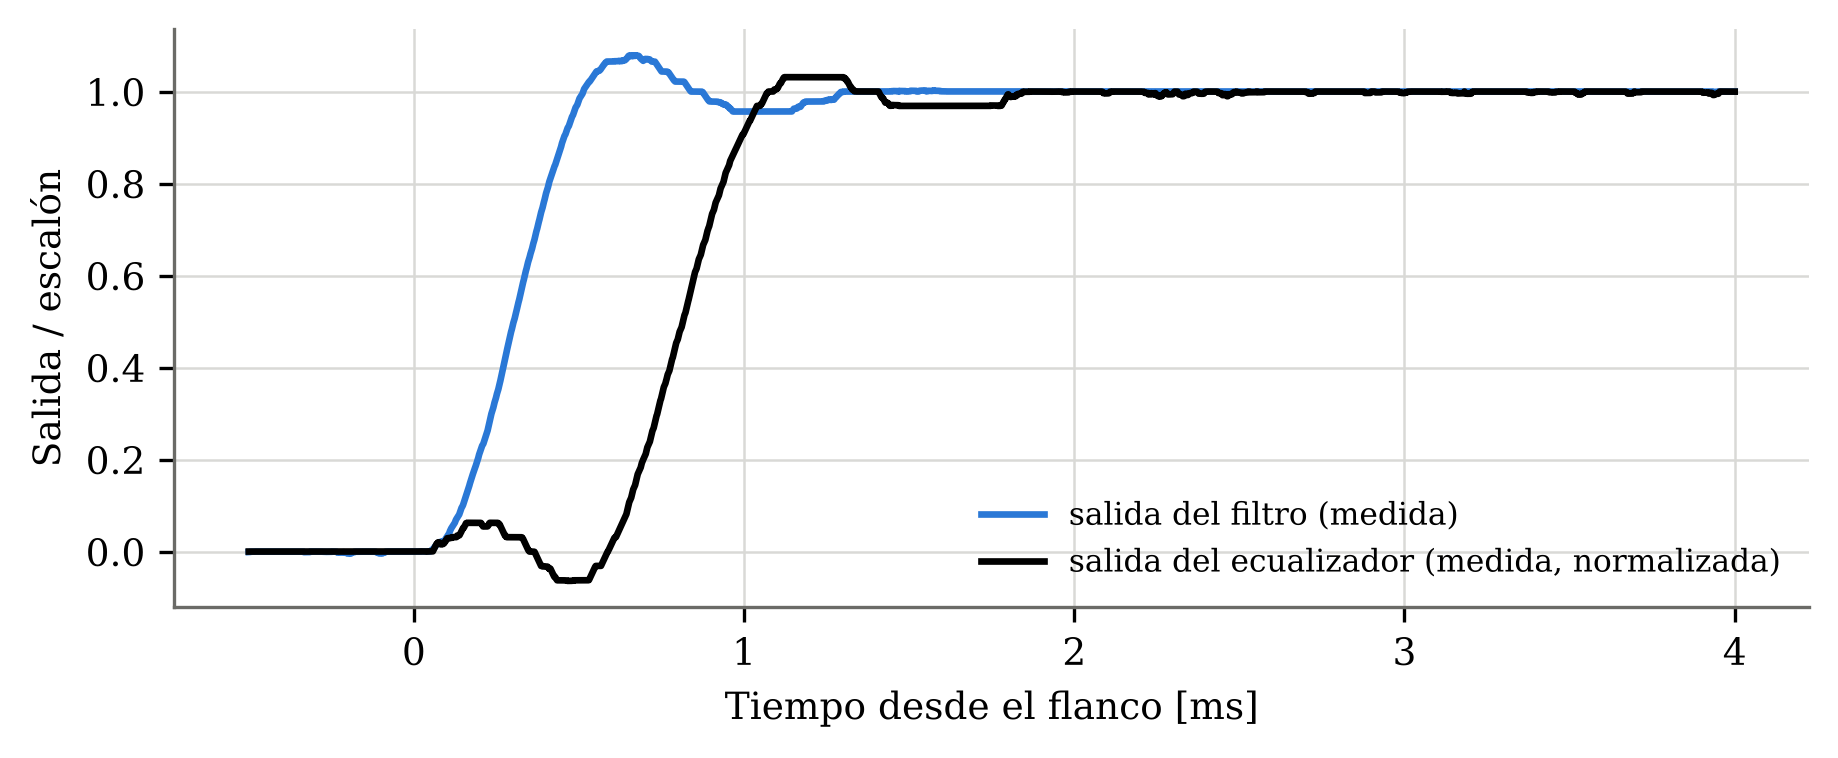 1.0
0.8
0.6
0.4
0.2
0.0
Salida / escalón
salida del filtro (medida)
salida del ecualizador (medida, normalizada)
0 1 2 3 4
Tiempo desde el flanco [ms]